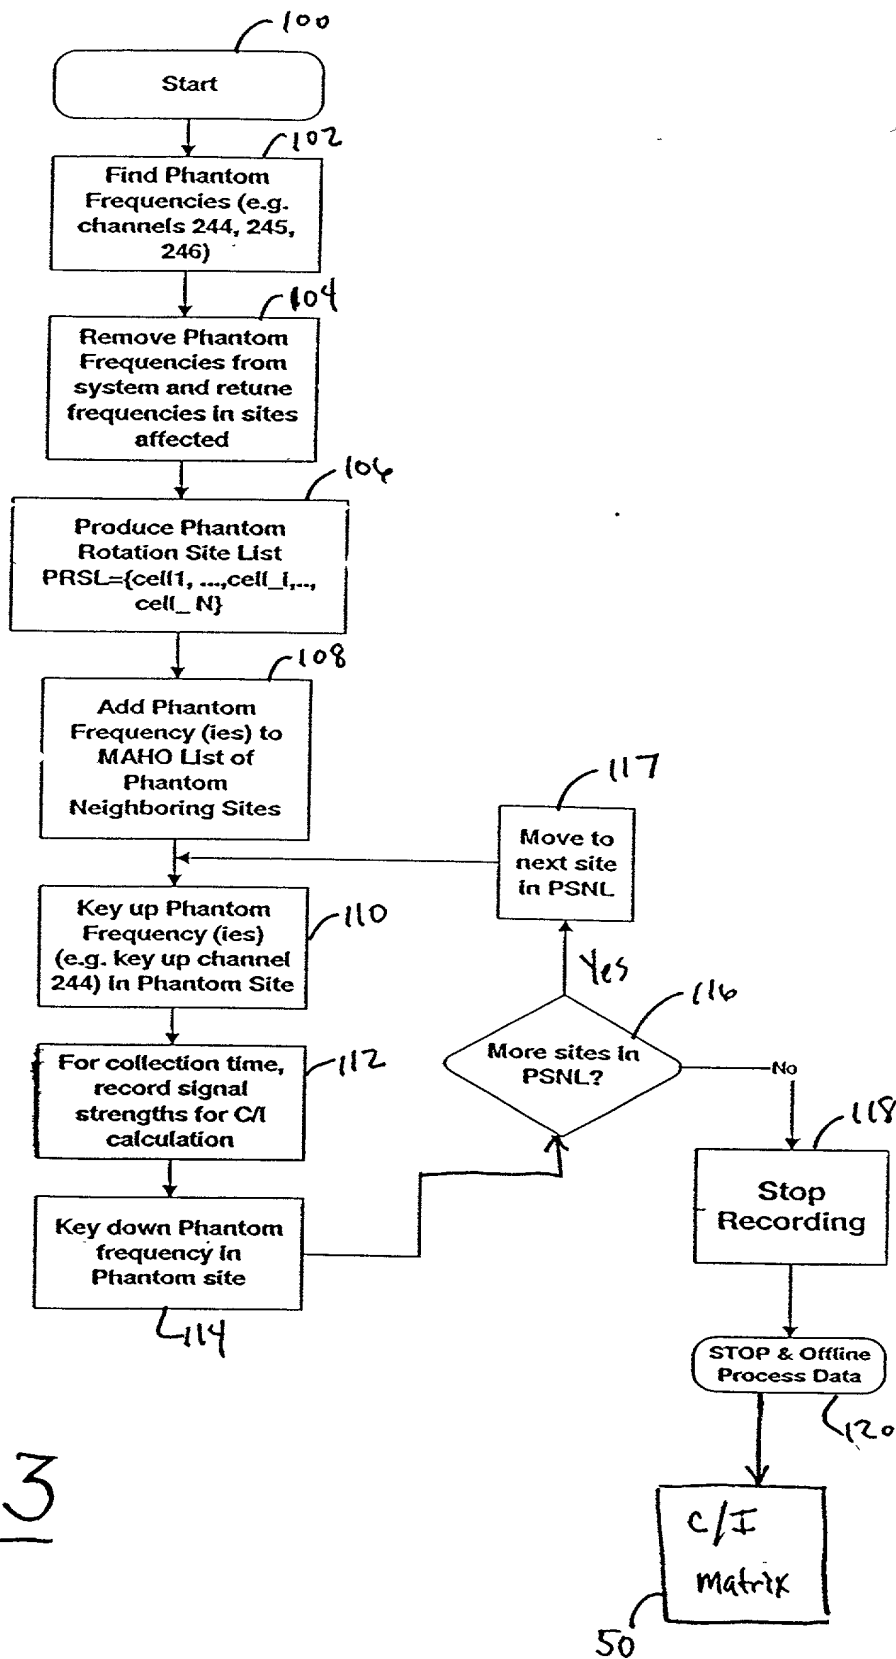 100
Start
102
Find Phantom
Frequencies (e.g.
channels 244, 245,
246)
104
Remove Phantom
Frequencies from
system and retune
frequencies in sites
affected
106
Produce Phantom
Rotation Site List
PRSL={cell1, ...,cell_i,..,
cell_ N}
108
Add Phantom
Frequency (ies) to
MAHO List of
Phantom
Neighboring Sites
117
Move to
next site
in PSNL
Key up Phantom
Frequency (ies)
(e.g. key up channel
244) in Phantom Site
110
Yes
116
More sites in
PSNL?
No
For collection time,
record signal
strengths for C/I
calculation
112
118
Stop
Recording
Key down Phantom
frequency in
Phantom site
114
STOP & Offline
Process Data
120
3
C/I
matrix
50